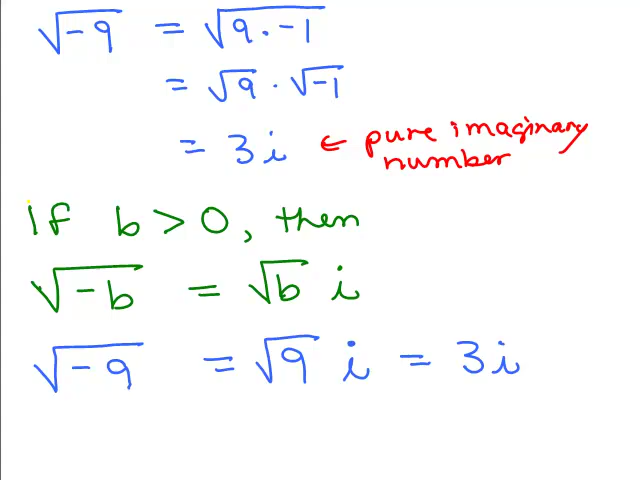 √-9 = √9 · -1
= √9 · √-1
= 3i ← pure imaginary number
if b > 0, then
√-b = √b i
√-9 = √9 i = 3i